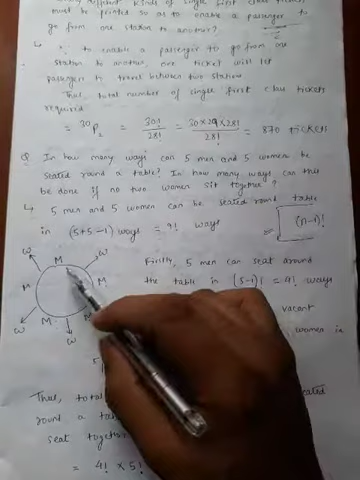 must be printed so as to enable a passenger to
go from one station to another?
↳ ∵ to enable a passenger to go from one
station to another, one ticket will let
passengers to travel between two station
Thus, total number of single first class tickets
required
= ³⁰P₂ = 30!/28! = 30×29×28!/28! = 870 tickets
Q In how many ways can 5 men and 5 women be
seated round a table? In how many ways can this
be done if no two women sit together?
↳ 5 men and 5 women can be seated round table
in (5+5-1) ways = 9! ways ⇒ (n-1)!
W M W
Firstly, 5 men can seat around
M M
the table in (5-1)! = 4! ways
W M M
vacant
W
women in
5
Thus, total
seated
round a
seat together
= 4! × 5!